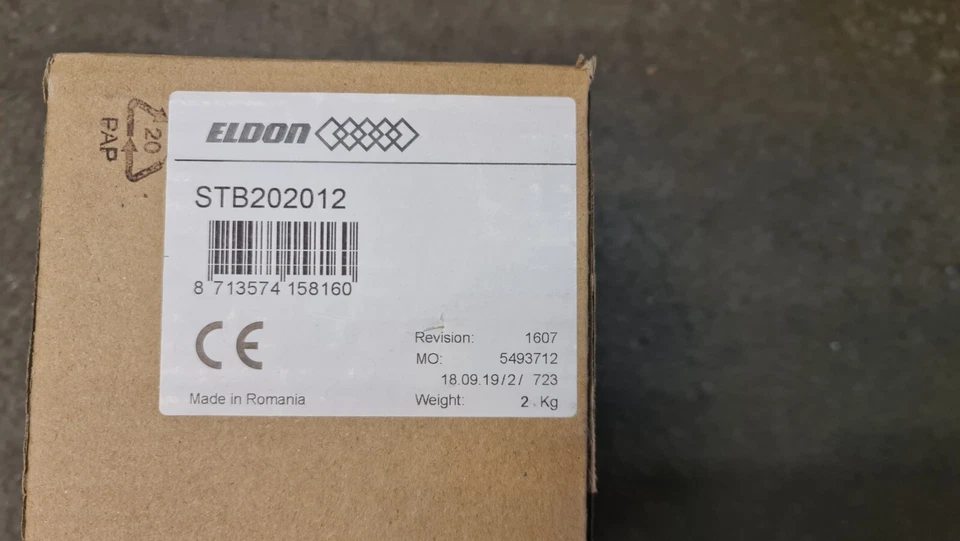 20
PAP
ELDON
STB202012
8 713574 158160
CE
Revision: 1607
MO: 5493712
18.09.19/2/ 723
Made in Romania
Weight: 2. Kg